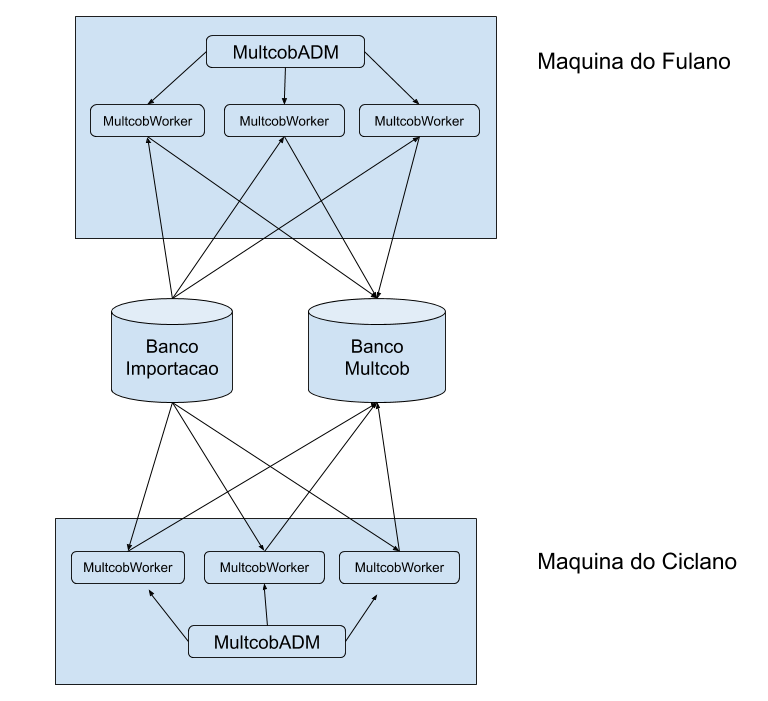 MultcobADM
Maquina do Fulano
MultcobWorker
MultcobWorker
MultcobWorker
Banco
Importacao
Banco
Multcob
MultcobWorker
MultcobWorker
MultcobWorker
Maquina do Ciclano
MultcobADM